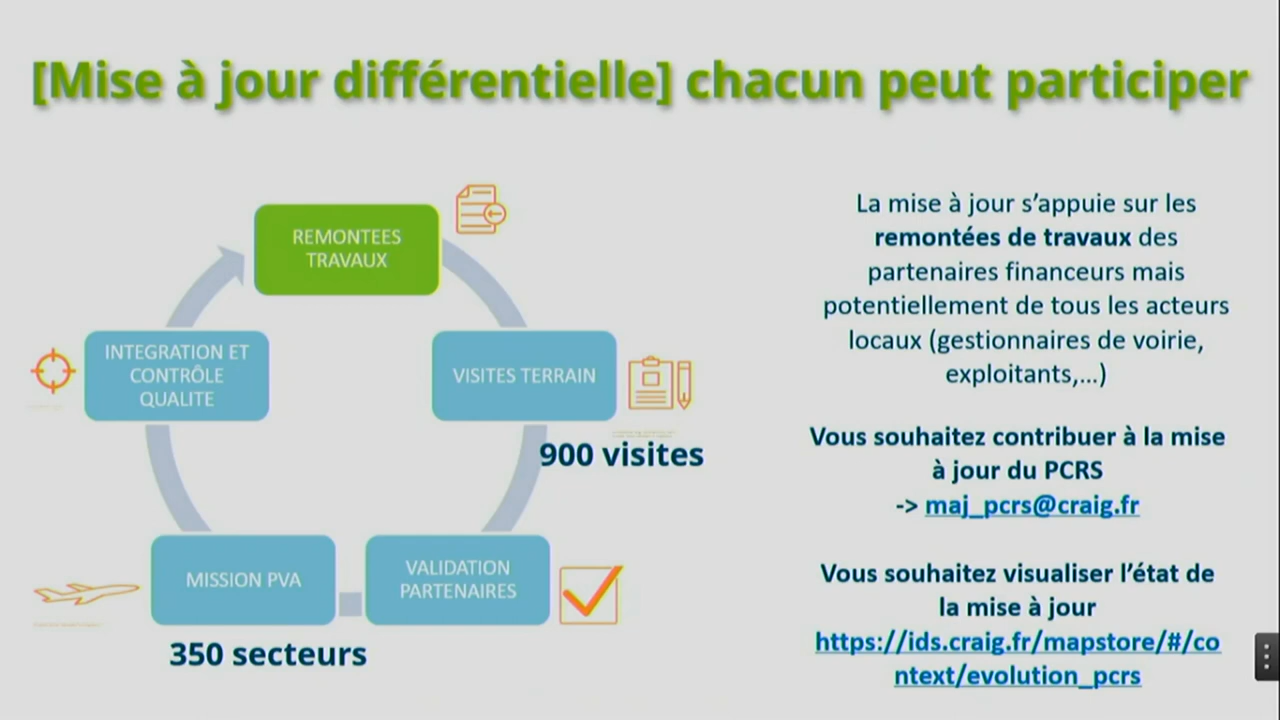 [Mise à jour différentielle] chacun peut participer
REMONTEES
TRAVAUX
VISITES TERRAIN
900 visites
VALIDATION
PARTENAIRES
MISSION PVA
350 secteurs
INTEGRATION ET
CONTRÔLE
QUALITE
La mise à jour s’appuie sur les
remontées de travaux des
partenaires financeurs mais
potentiellement de tous les acteurs
locaux (gestionnaires de voirie,
exploitants,...)
Vous souhaitez contribuer à la mise
à jour du PCRS
-> maj_pcrs@craig.fr
Vous souhaitez visualiser l’état de
la mise à jour
https://ids.craig.fr/mapstore/#/co
ntext/evolution_pcrs